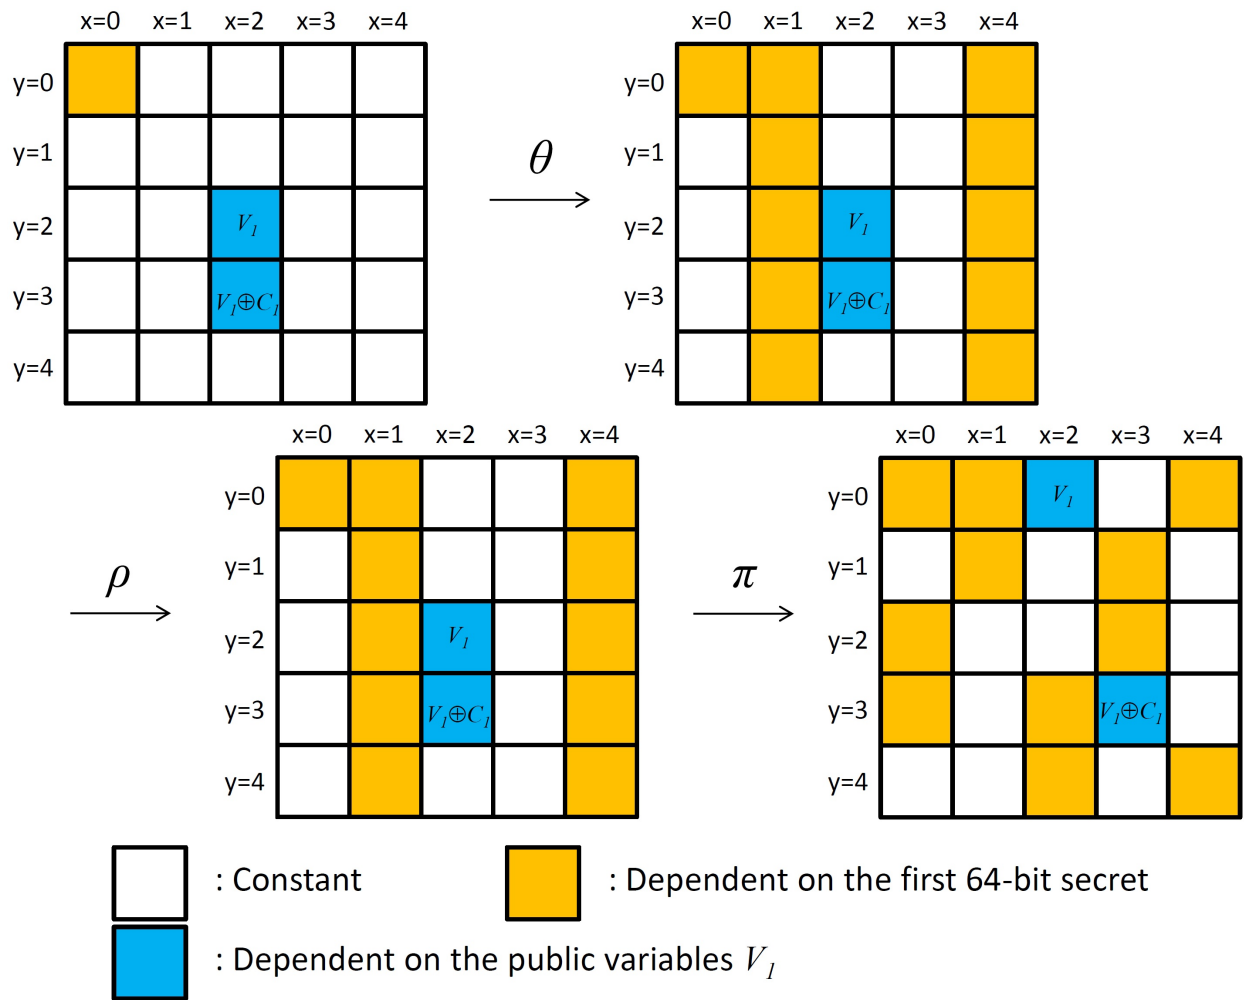 x=0 x=1 x=2 x=3 x=4 x=0 x=1 x=2 x=3 x=4
y=0 y=0
y=1 θ y=1
y=2 V₁ y=2 V₁
y=3 V₁⊕C₁ y=3 V₁⊕C₁
y=4 y=4
x=0 x=1 x=2 x=3 x=4 x=0 x=1 x=2 x=3 x=4
y=0 y=0 V₁
ρ y=1 π y=1
y=2 V₁ y=2
y=3 V₁⊕C₁ y=3 V₁⊕C₁
y=4 y=4
: Constant : Dependent on the first 64-bit secret
: Dependent on the public variables V₁